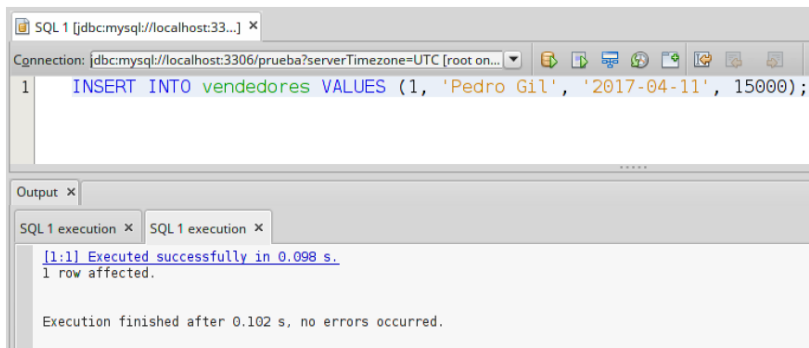 SQL 1 [jdbc:mysql://localhost:33...] ×
Connection: jdbc:mysql://localhost:3306/prueba?serverTimezone=UTC [root on...
1 INSERT INTO vendedores VALUES (1, 'Pedro Gil', '2017-04-11', 15000);
Output ×
SQL 1 execution × SQL 1 execution ×
[1:1] Executed successfully in 0.098 s.
1 row affected.
Execution finished after 0.102 s, no errors occurred.